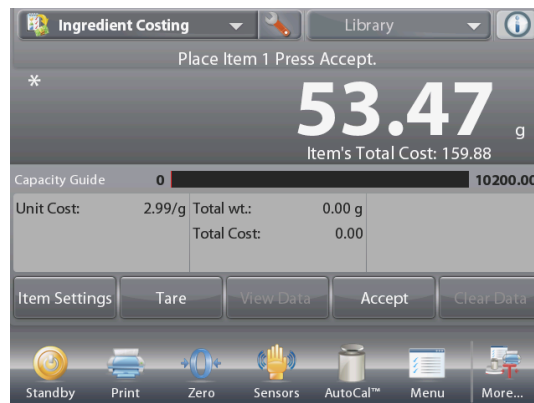 Ingredient Costing
Library
Place Item 1 Press Accept.
*
53.47 g
Item's Total Cost: 159.88
Capacity Guide 0 10200.00
Unit Cost: 2.99/g Total wt.: 0.00 g
Total Cost: 0.00
Item Settings Tare View Data Accept Clear Data
0
T
Standby Print Zero Sensors AutoCal™ Menu More...